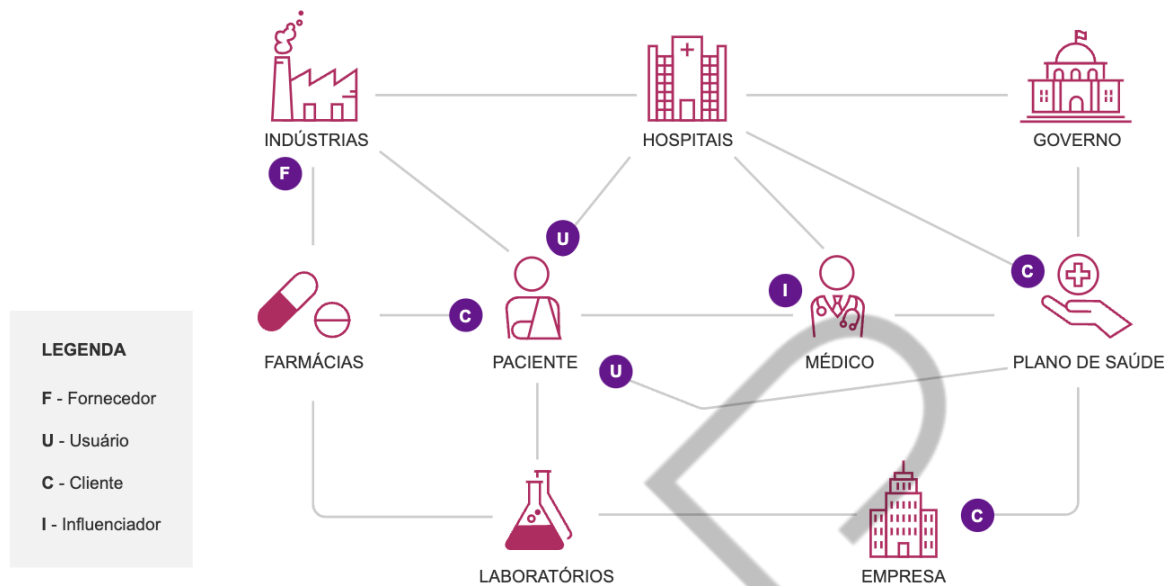 INDÚSTRIAS
HOSPITAIS
GOVERNO
F
U
C
I
C
FARMÁCIAS
PACIENTE
MÉDICO
PLANO DE SAÚDE
U
LEGENDA
F - Fornecedor
U - Usuário
C - Cliente
I - Influenciador
C
LABORATÓRIOS
EMPRESA